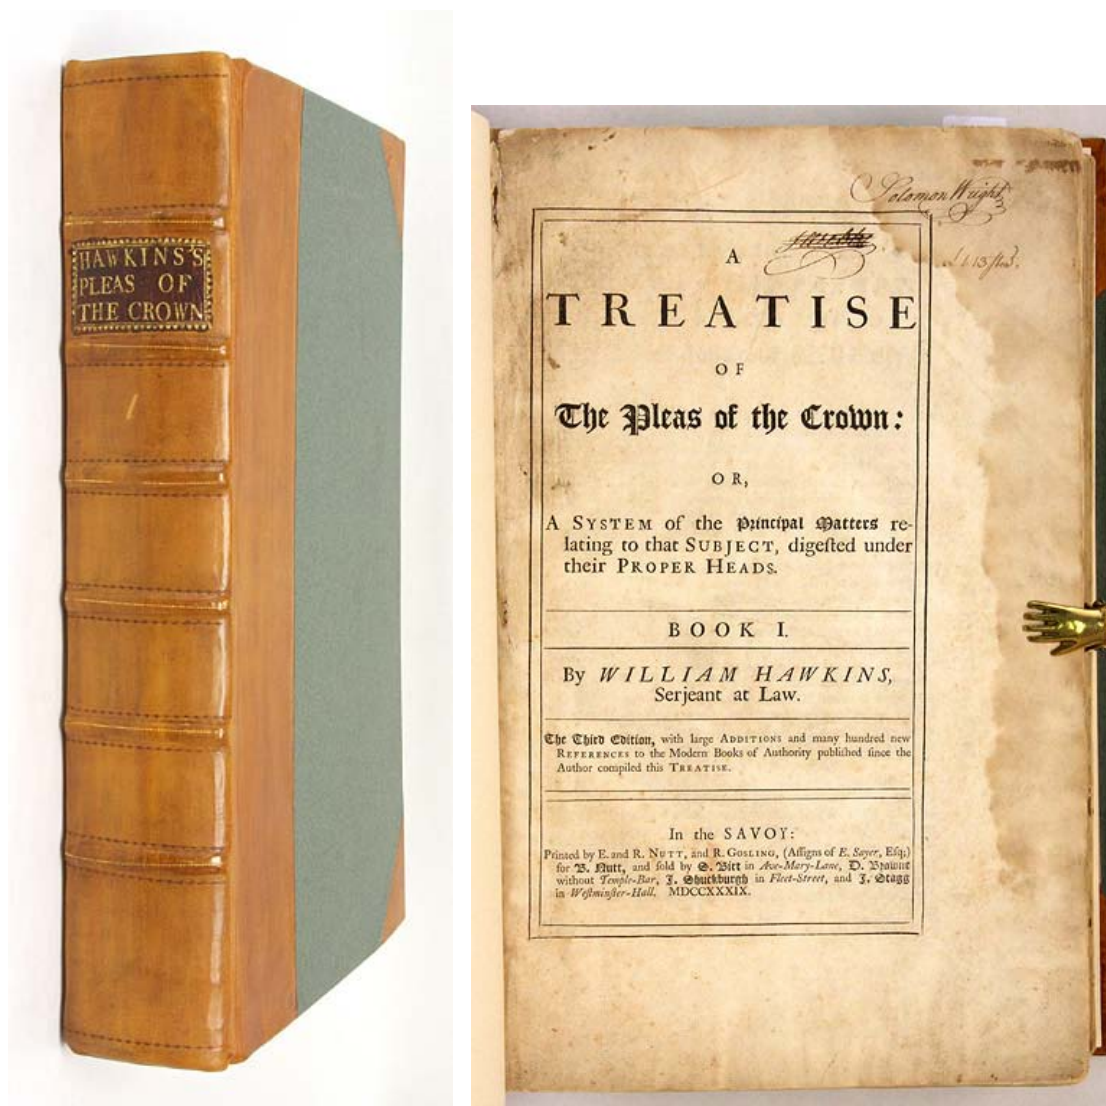 HAWKINS'S
PLEAS OF
THE CROWN
Solomon Wright
A
TREATISE
OF
The Pleas of the Crown:
OR,
A SYSTEM of the Principal Matters re-
lating to that SUBJECT, digeſted under
their PROPER HEADS.
BOOK I.
By WILLIAM HAWKINS,
Serjeant at Law.
The Third Edition, with large ADDITIONS and many hundred new
REFERENCES to the Modern Books of Authority publiſhed ſince the
Author compiled this TREATISE.
In the SAVOY:
Printed by E. and R. NUTT, and R. GOSLING, (Aſſigns of E. Sayer, Eſq;)
for B. Nutt, and ſold by S. Birt in Ave-Mary-Lane, D. Browne
without Temple-Bar, J. Shuckburgh in Fleet-Street, and J. Stagg
in Weſtminſter-Hall. MDCCXXXIX.